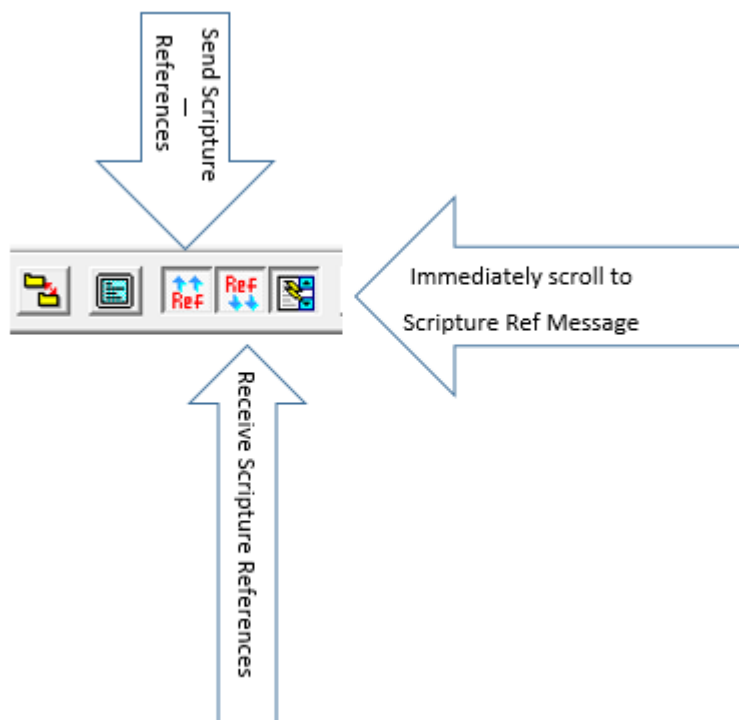 Send Scripture
—
References
Ref
Ref
Immediately scroll to
Scripture Ref Message
Receive Scripture References